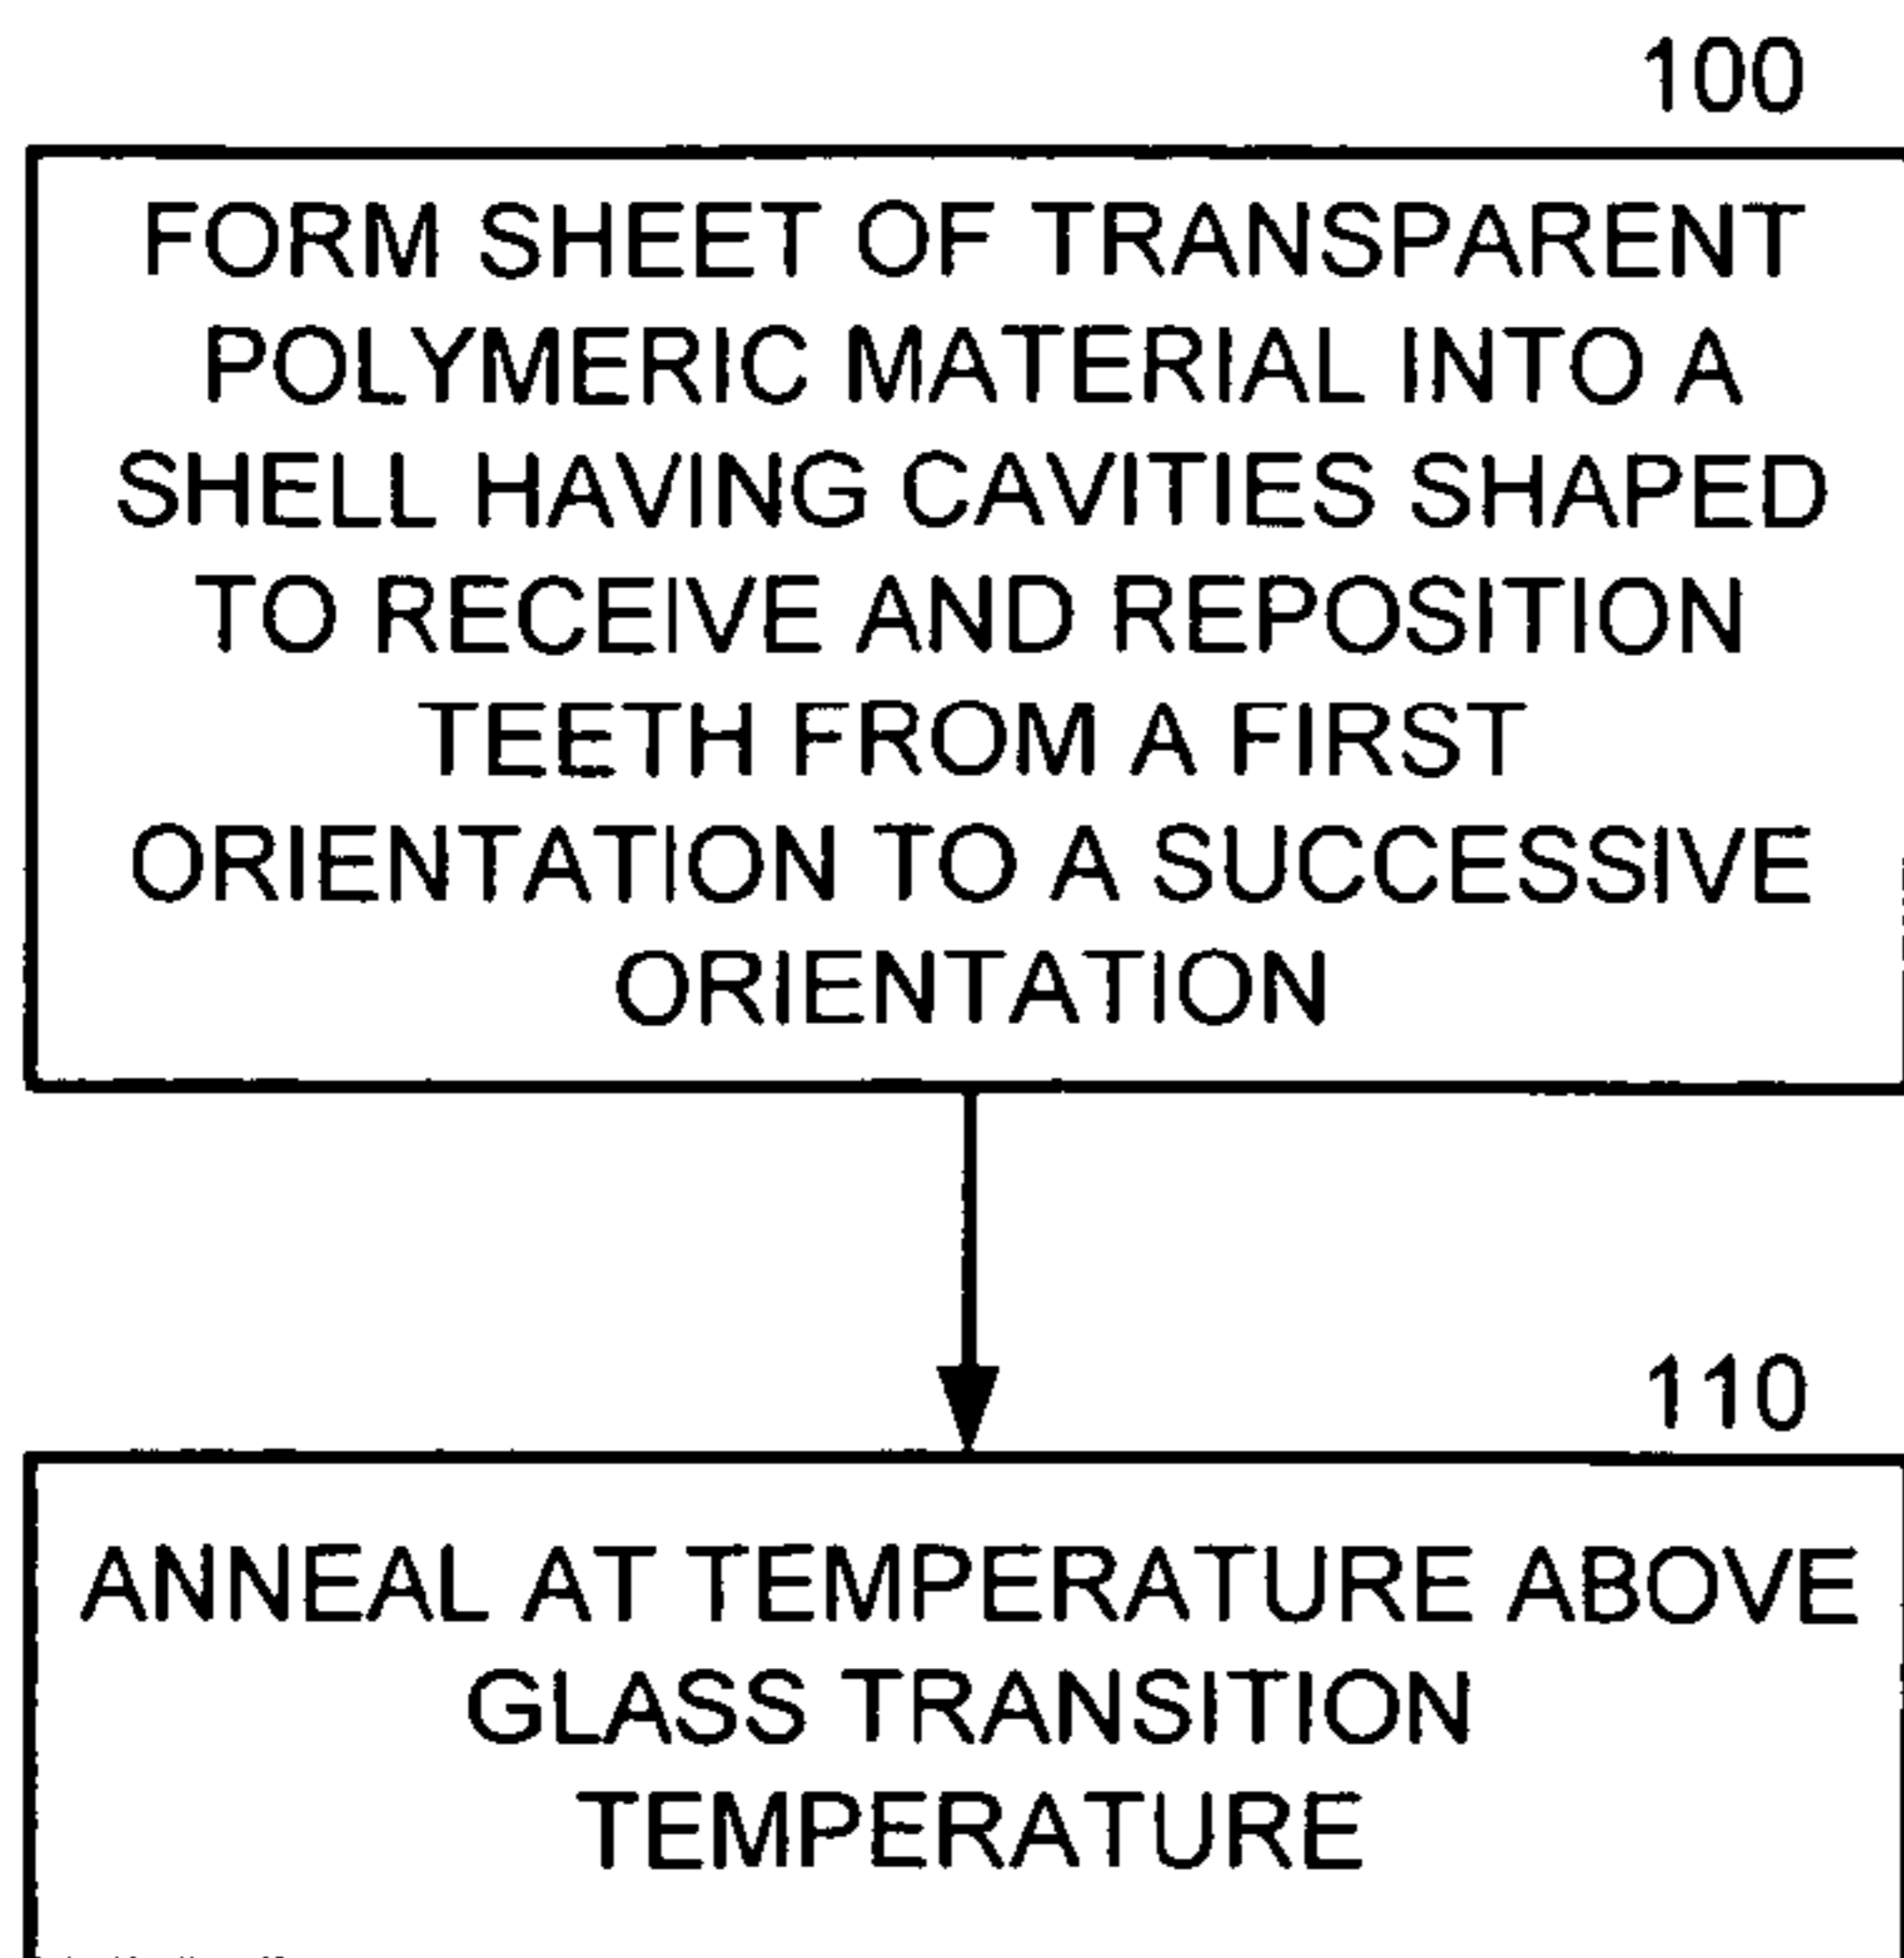 100
FORM SHEET OF TRANSPARENT
POLYMERIC MATERIAL INTO A
SHELL HAVING CAVITIES SHAPED
TO RECEIVE AND REPOSITION
TEETH FROM A FIRST
ORIENTATION TO A SUCCESSIVE
ORIENTATION
110
ANNEAL AT TEMPERATURE ABOVE
GLASS TRANSITION
TEMPERATURE